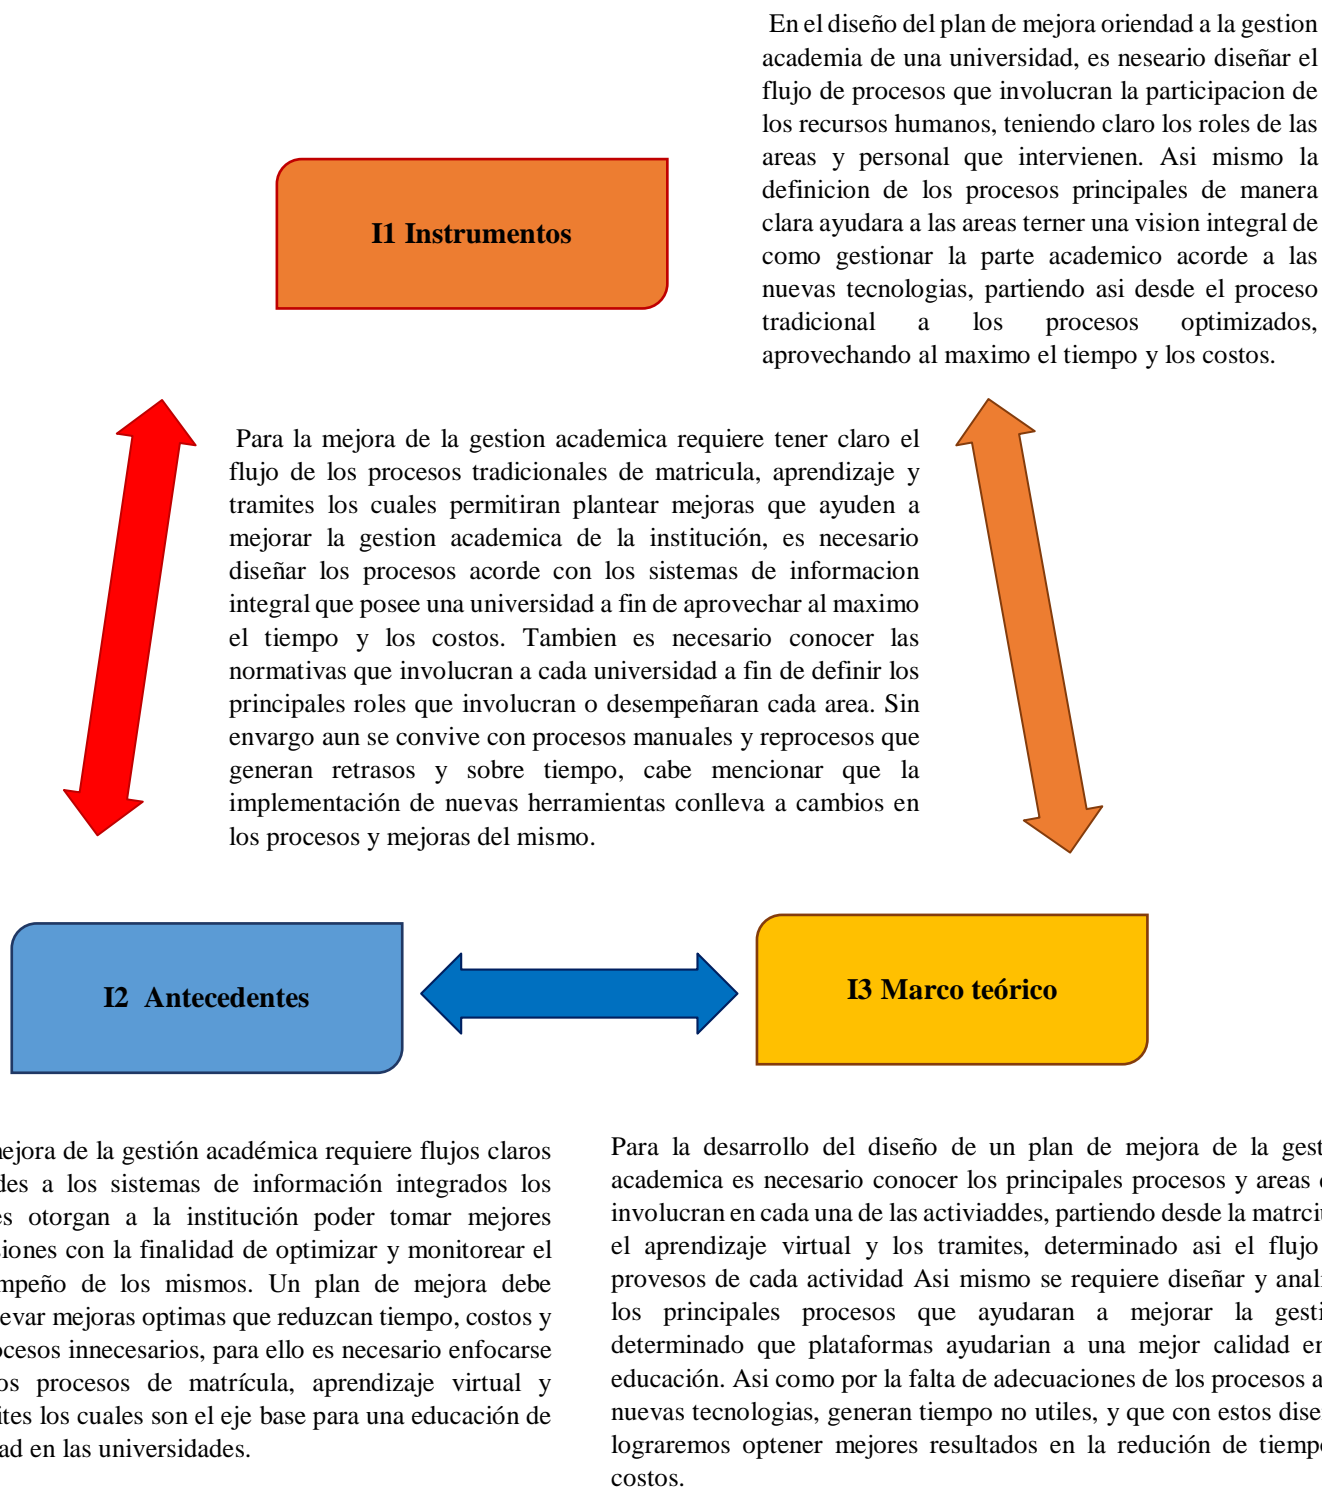 En el diseño del plan de mejora oriendad a la gestion
academia de una universidad, es neseario diseñar el
flujo de procesos que involucran la participacion de
los recursos humanos, teniendo claro los roles de las
areas y personal que intervienen. Asi mismo la
definicion de los procesos principales de manera
clara ayudara a las areas terner una vision integral de
como gestionar la parte academico acorde a las
nuevas tecnologias, partiendo asi desde el proceso
tradicional a los procesos optimizados,
aprovechando al maximo el tiempo y los costos.
I1 Instrumentos
Para la mejora de la gestion academica requiere tener claro el
flujo de los procesos tradicionales de matricula, aprendizaje y
tramites los cuales permitiran plantear mejoras que ayuden a
mejorar la gestion academica de la institución, es necesario
diseñar los procesos acorde con los sistemas de informacion
integral que posee una universidad a fin de aprovechar al maximo
el tiempo y los costos. Tambien es necesario conocer las
normativas que involucran a cada universidad a fin de definir los
principales roles que involucran o desempeñaran cada area. Sin
envargo aun se convive con procesos manuales y reprocesos que
generan retrasos y sobre tiempo, cabe mencionar que la
implementación de nuevas herramientas conlleva a cambios en
los procesos y mejoras del mismo.
I2 Antecedentes
I3 Marco teórico
de la gestión académica requiere flujos claros
a los sistemas de información integrados los
otorgan a la institución poder tomar mejores
con la finalidad de optimizar y monitorear el
de los mismos. Un plan de mejora debe
mejoras optimas que reduzcan tiempo, costos y
innecesarios, para ello es necesario enfocarse
procesos de matrícula, aprendizaje virtual y
los cuales son el eje base para una educación de
en las universidades.
Para la desarrollo del diseño de un plan de mejora de la
academica es necesario conocer los principales procesos y areas
involucran en cada una de las activiaddes, partiendo desde la
el aprendizaje virtual y los tramites, determinado asi el flujo
provesos de cada actividad Asi mismo se requiere diseñar y
los principales procesos que ayudaran a mejorar la
determinado que plataformas ayudarian a una mejor calidad
educación. Asi como por la falta de adecuaciones de los procesos
nuevas tecnologias, generan tiempo no utiles, y que con estos
lograremos optener mejores resultados en la redución de
costos.